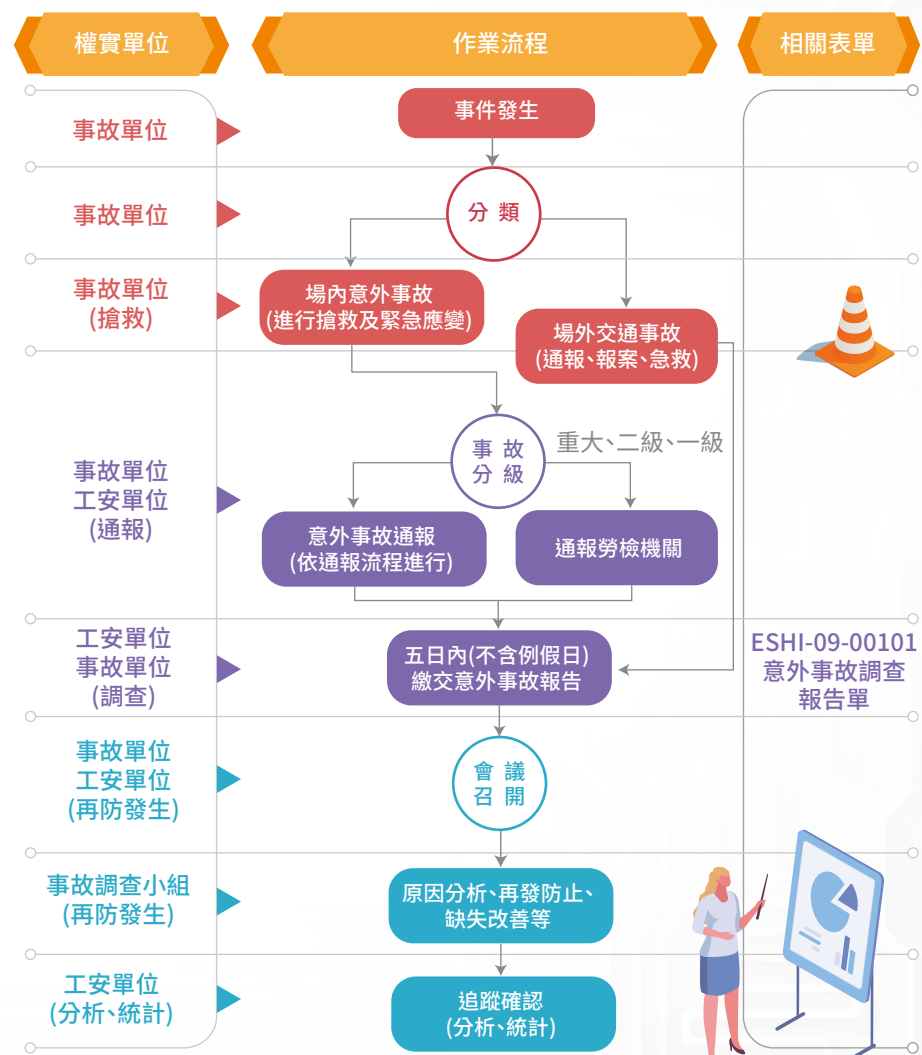 權實單位
作業流程
相關表單
事故單位
事件發生
事故單位
分類
事故單位
(搶救)
場內意外事故
(進行搶救及緊急應變)
場外交通事故
(通報、報案、急救)
事故單位
工安單位
(通報)
事故
分級
重大、二級、一級
意外事故通報
(依通報流程進行)
通報勞檢機關
工安單位
事故單位
(調查)
五日內(不含例假日)
繳交意外事故報告
ESHI-09-00101
意外事故調查
報告單
事故單位
工安單位
(再防發生)
會議
召開
事故調查小組
(再防發生)
原因分析、再發防止、
缺失改善等
工安單位
(分析、統計)
追蹤確認
(分析、統計)